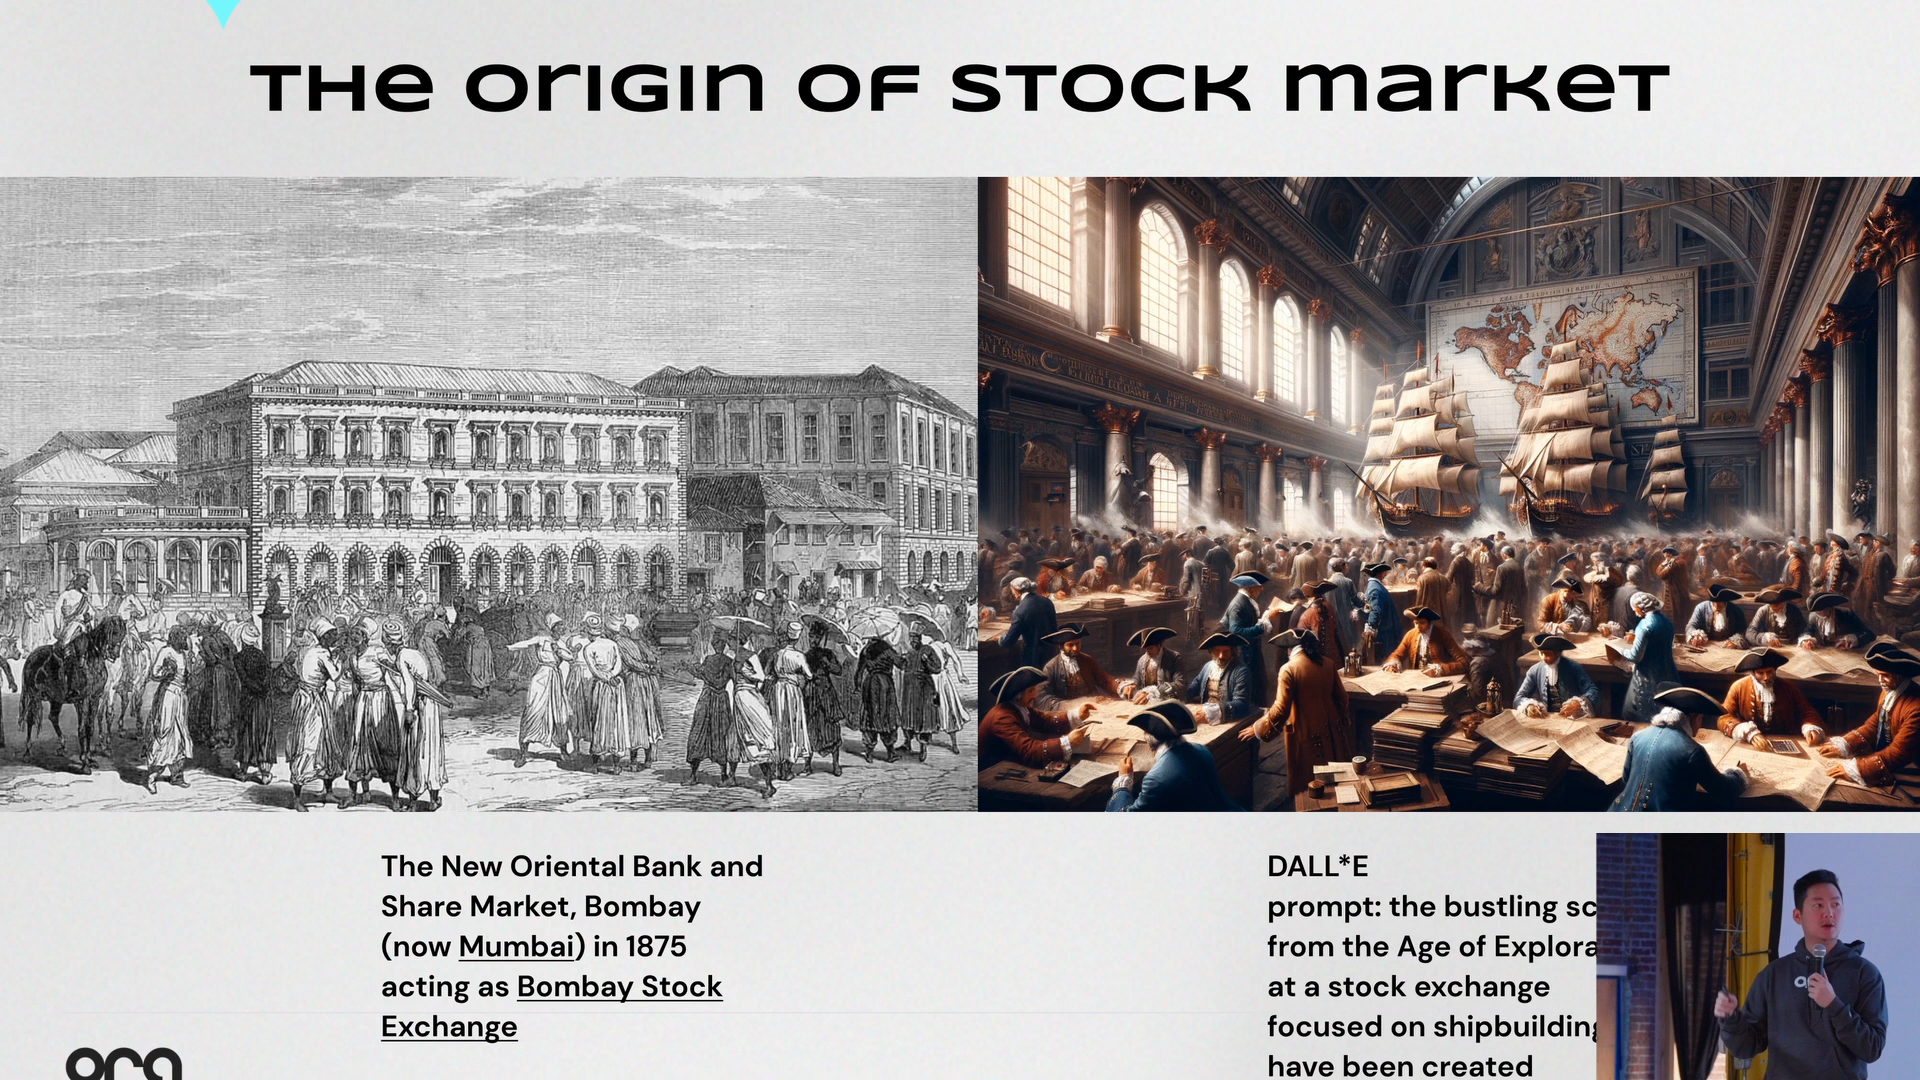 THE ORIGIN OF STOCK MARKET
The New Oriental Bank and
Share Market, Bombay
(now Mumbai) in 1875
acting as Bombay Stock
Exchange
DALL*E
prompt: the bustling sc
from the Age of Explora
at a stock exchange
focused on shipbuilding
have been created
ora